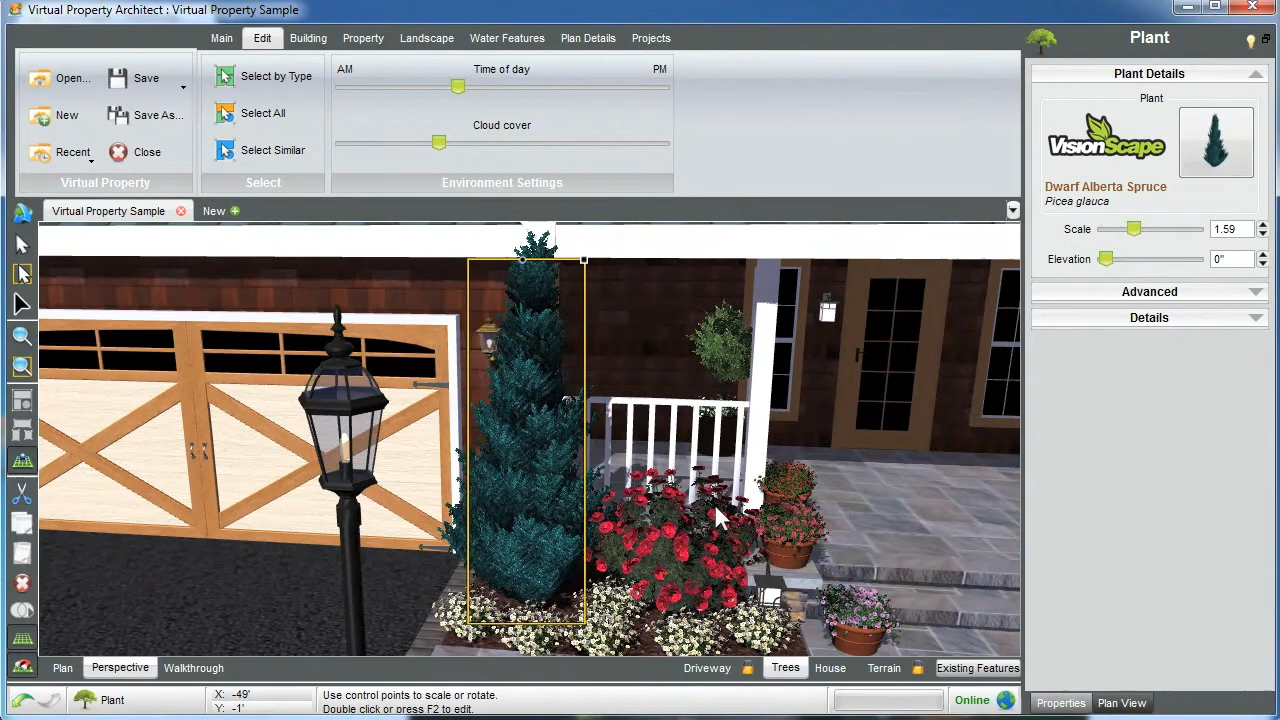 Virtual Property Architect : Virtual Property Sample
Main Edit Building Property Landscape Water Features Plan Details Projects
Open... Save
New Save As...
Recent Close
Virtual Property
Select by Type
Select All
Select Similar
Select
AM Time of day PM
Cloud cover
Environment Settings
Virtual Property Sample New
Plant
Plant Details
Plant
VisionScape
Dwarf Alberta Spruce
Picea glauca
Scale 1.59
Elevation 0"
Advanced
Details
Plan Perspective Walkthrough Driveway Trees House Terrain Existing Features
Plant
X: -49'
Y: -1'
Use control points to scale or rotate.
Double click or press F2 to edit.
Online
Properties Plan View